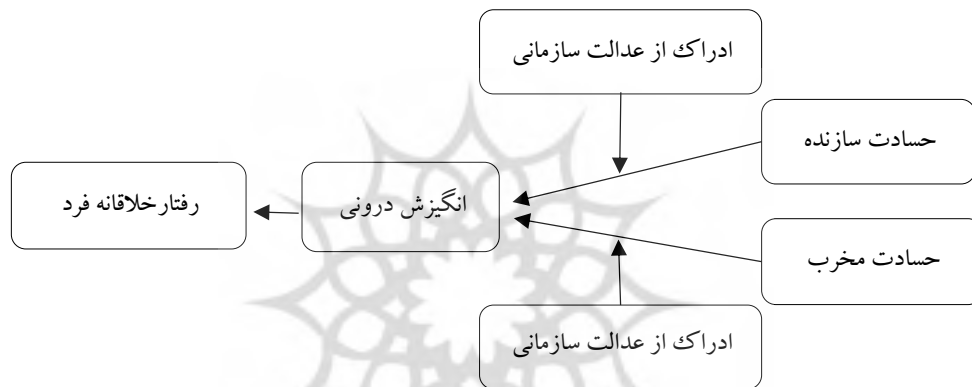 ادراک از عدالت سازمانی
حسادت سازنده
انگیزش درونی
رفتارخلاقانه فرد
حسادت مخرب
ادراک از عدالت سازمانی